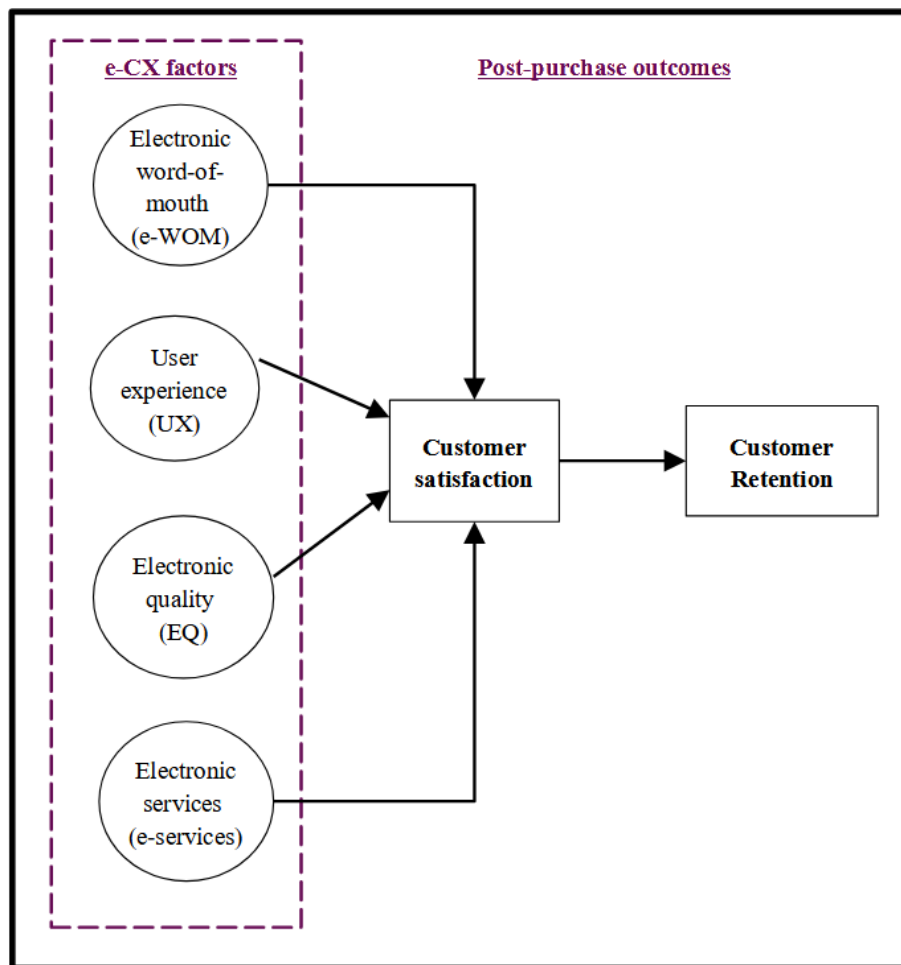 e-CX factors
Post-purchase outcomes
Electronic
word-of-
mouth
(e-WOM)
User
experience
(UX)
Customer
satisfaction
Customer
Retention
Electronic
quality
(EQ)
Electronic
services
(e-services)